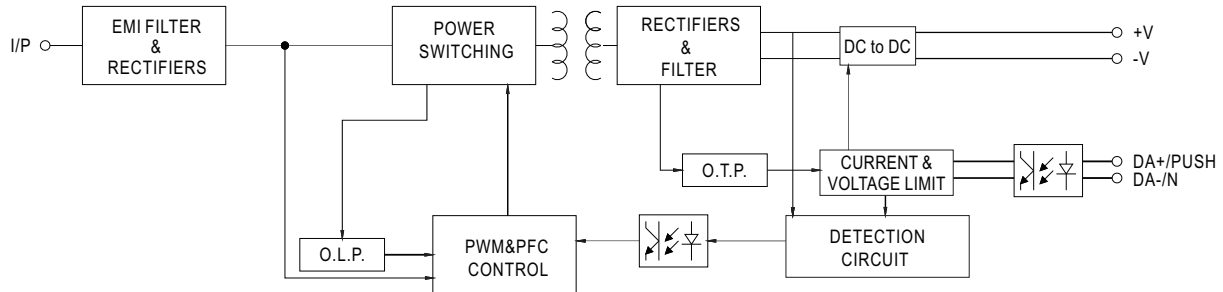 I/P
EMI FILTER
&
RECTIFIERS
POWER
SWITCHING
RECTIFIERS
&
FILTER
DC to DC
+V
-V
O.T.P.
CURRENT &
VOLTAGE LIMIT
DA+/PUSH
DA-/N
O.L.P.
PWM&PFC
CONTROL
DETECTION
CIRCUIT